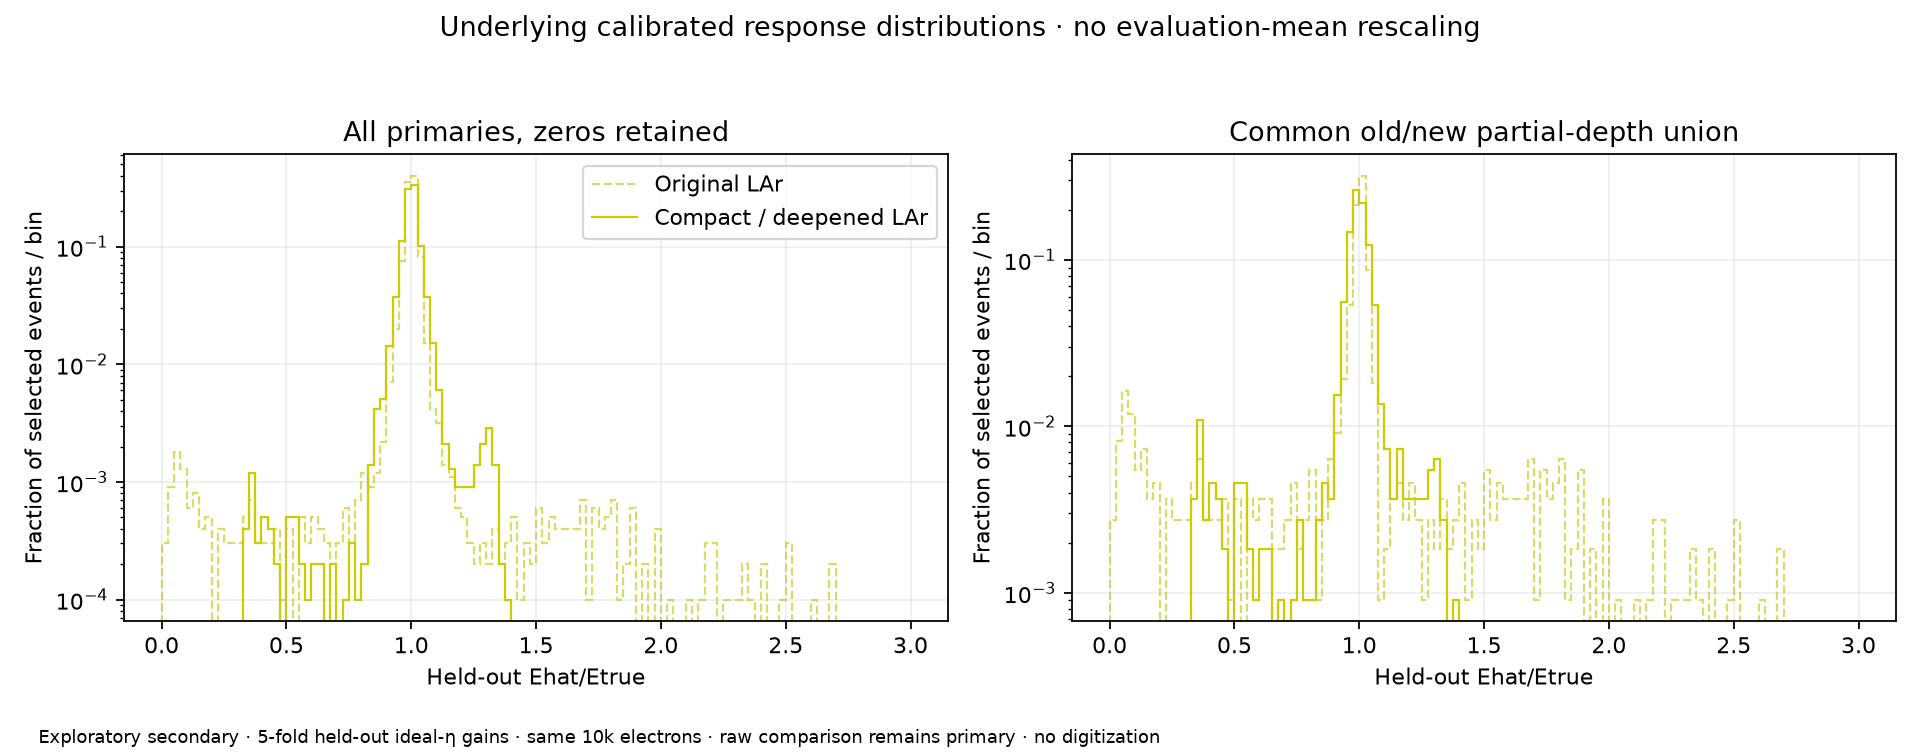 Underlying calibrated response distributions · no evaluation-mean rescaling
All primaries, zeros retained
Fraction of selected events / bin
10⁻¹
10⁻²
10⁻³
10⁻⁴
Original LAr
Compact / deepened LAr
0.0 0.5 1.0 1.5 2.0 2.5 3.0
Held-out Ehat/Etrue
Common old/new partial-depth union
Fraction of selected events / bin
10⁻¹
10⁻²
10⁻³
0.0 0.5 1.0 1.5 2.0 2.5 3.0
Held-out Ehat/Etrue
Exploratory secondary · 5-fold held-out ideal-η gains · same 10k electrons · raw comparison remains primary · no digitization